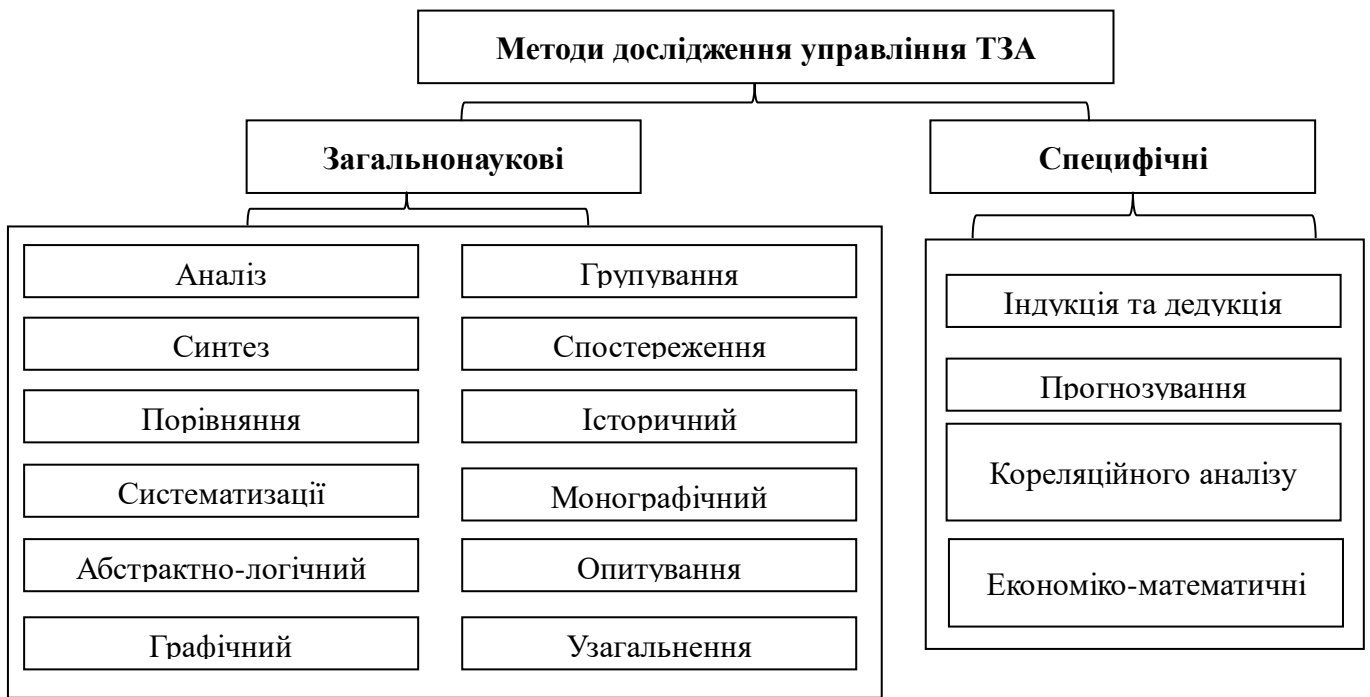 Методи дослідження управління ТЗА
Загальнонаукові
Специфічні
Аналіз
Синтез
Порівняння
Систематизації
Абстрактно-логічний
Графічний
Групування
Спостереження
Історичний
Монографічний
Опитування
Узагальнення
Індукція та дедукція
Прогнозування
Кореляційного аналізу
Економіко-математичні